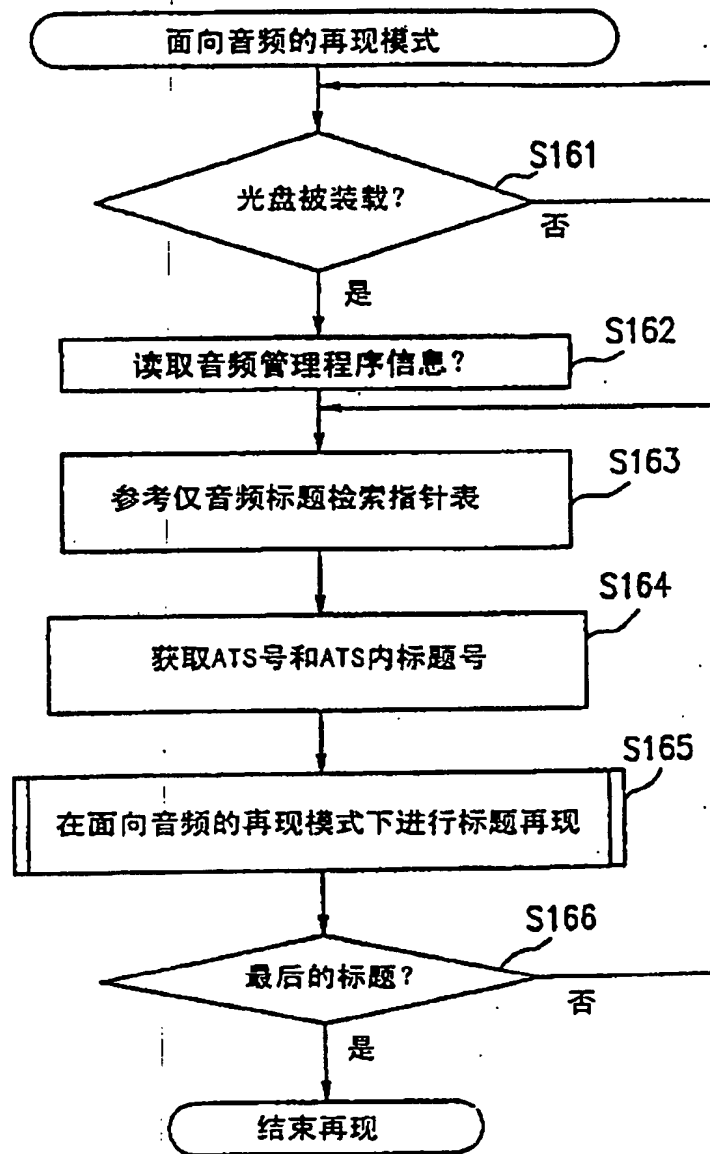 面向音频的再现模式
S161
光盘被装载?
否
是
S162
读取音频管理程序信息?
S163
参考仅音频标题检索指针表
S164
获取ATS号和ATS内标题号
S165
在面向音频的再现模式下进行标题再现
S166
最后的标题?
否
是
结束再现